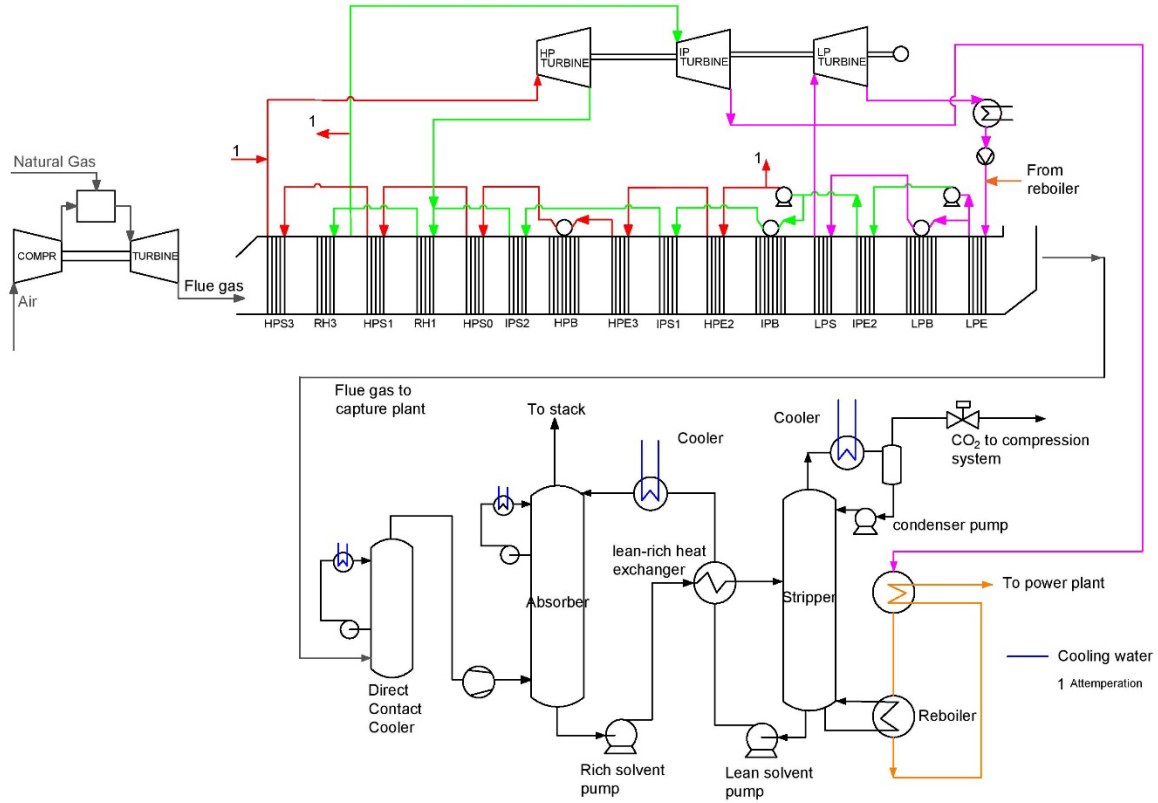 HP
TURBINE
IP
TURBINE
LP
TURBINE
1
1
1
Natural Gas
From
reboiler
COMPR
TURBINE
Flue gas
Air
HPS3
RH3
HPS1
RH1
HPS0
IPS2
HPB
HPE3
IPS1
HPE2
IPB
LPS
IPE2
LPB
LPE
Flue gas to
capture plant
To stack
Cooler
Cooler
CO₂ to compression
system
condenser pump
lean-rich heat
exchanger
Absorber
Stripper
To power plant
Cooling water
1 Attemperation
Direct
Contact
Cooler
Reboiler
Rich solvent
pump
Lean solvent
pump